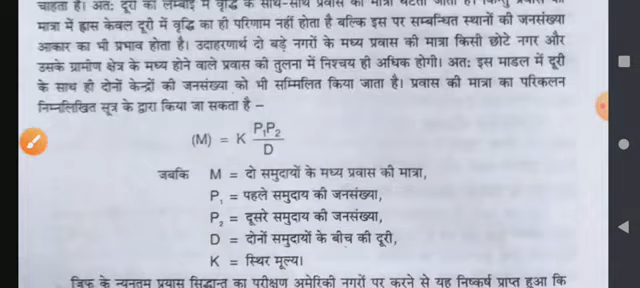 चाहता है। अतः दूरी की लम्बाई में वृद्धि के साथ-साथ प्रवास की मात्रा घटती जाती है। किन्तु प्रवास की
मात्रा में ह्रास केवल दूरी में वृद्धि का ही परिणाम नहीं होता है बल्कि इस पर सम्बन्धित स्थानों की जनसंख्या
आकार का भी प्रभाव होता है। उदाहरणार्थ दो बड़े नगरों के मध्य प्रवास की मात्रा किसी छोटे नगर और
उसके ग्रामीण क्षेत्र के मध्य होने वाले प्रवास की तुलना में निश्चय ही अधिक होगी। अतः इस माडल में दूरी
के साथ ही दोनों केन्द्रों की जनसंख्या को भी सम्मिलित किया जाता है। प्रवास की मात्रा का परिकलन
निम्नलिखित सूत्र के द्वारा किया जा सकता है –
(M) = K P₁P₂ / D
जबकि M = दो समुदायों के मध्य प्रवास की मात्रा,
P₁ = पहले समुदाय की जनसंख्या,
P₂ = दूसरे समुदाय की जनसंख्या,
D = दोनों समुदायों के बीच की दूरी,
K = स्थिर मूल्य।
जिफ के न्यूनतम प्रयास सिद्धान्त का परीक्षण अमेरिकी नगरों पर करने से यह निष्कर्ष प्राप्त हुआ कि